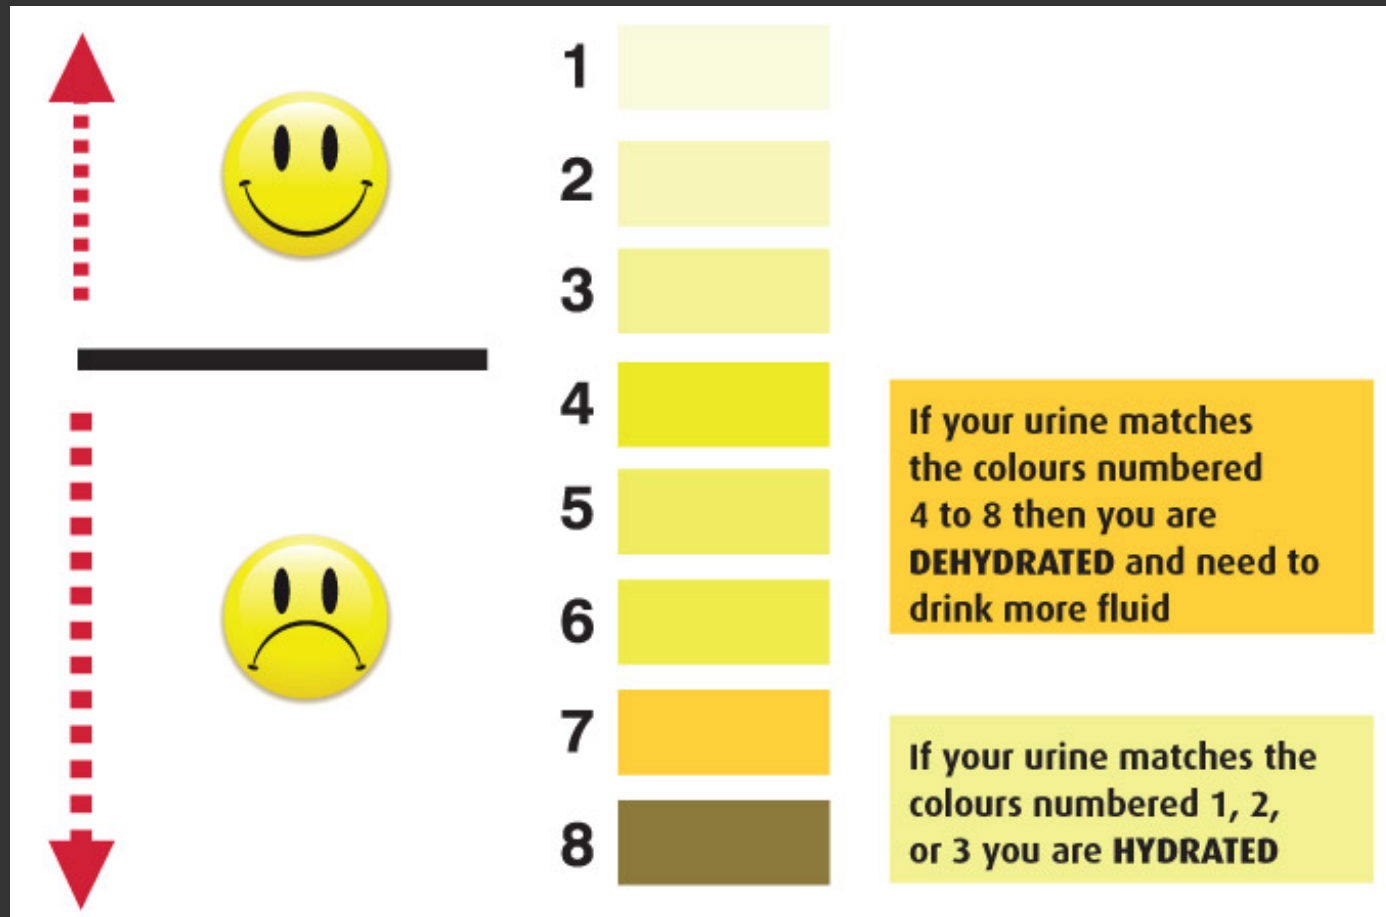 1
2
3
4
5
6
7
8
If your urine matches
the colours numbered
4 to 8 then you are
DEHYDRATED and need to
drink more fluid
If your urine matches the
colours numbered 1, 2,
or 3 you are HYDRATED